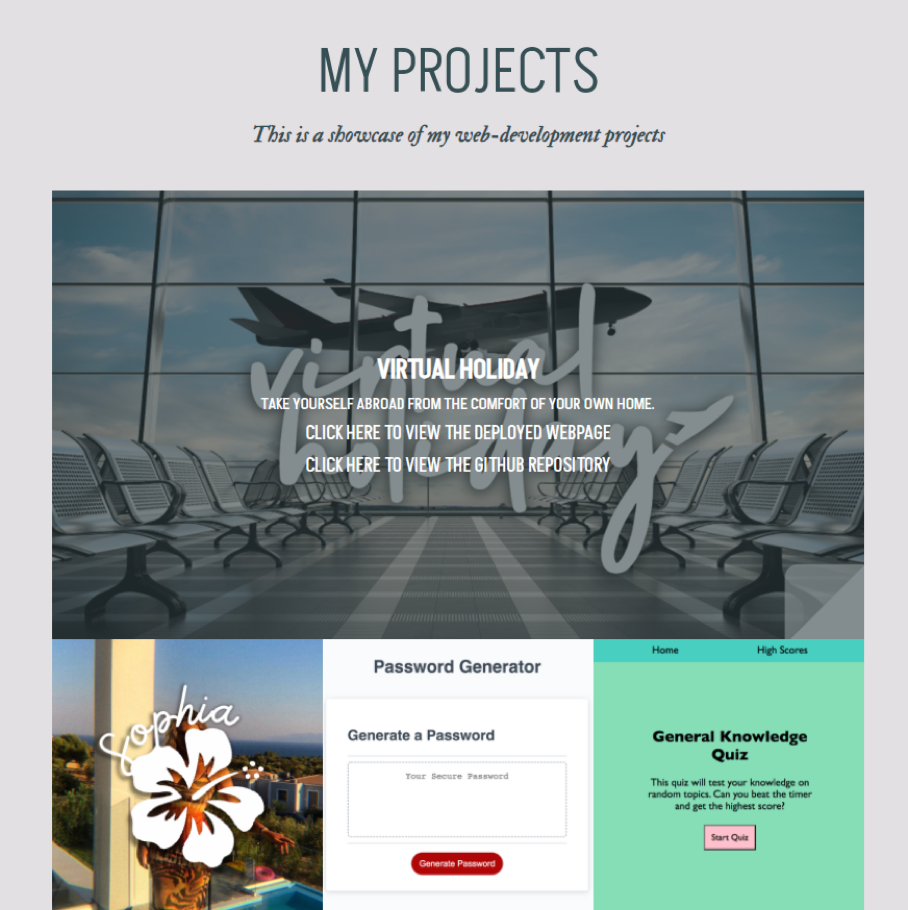 MY PROJECTS
This is a showcase of my web-development projects
virtual
holiday
VIRTUAL HOLIDAY
TAKE YOURSELF ABROAD FROM THE COMFORT OF YOUR OWN HOME.
CLICK HERE TO VIEW THE DEPLOYED WEBPAGE
CLICK HERE TO VIEW THE GITHUB REPOSITORY
Sophia
Password Generator
Generate a Password
Your Secure Password
Generate Password
Home High Scores
General Knowledge
Quiz
This quiz will test your knowledge on
random topics. Can you beat the timer
and get the highest score?
Start Quiz